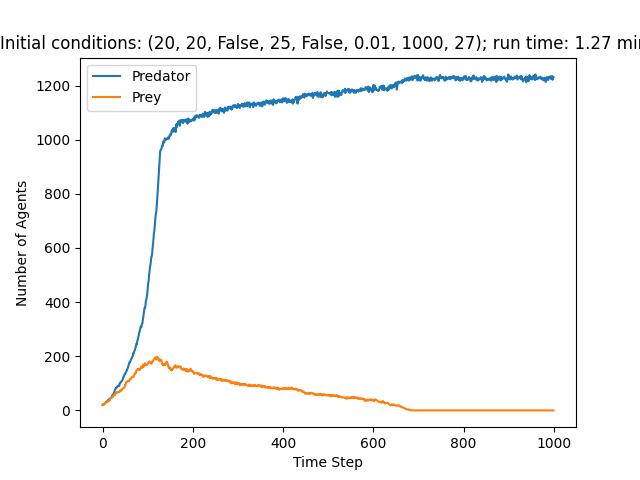 Initial conditions: (20, 20, False, 25, False, 0.01, 1000, 27); run time: 1.27 min
Predator
Prey
1200
1000
800
600
400
200
0
Number of Agents
0 200 400 600 800 1000
Time Step